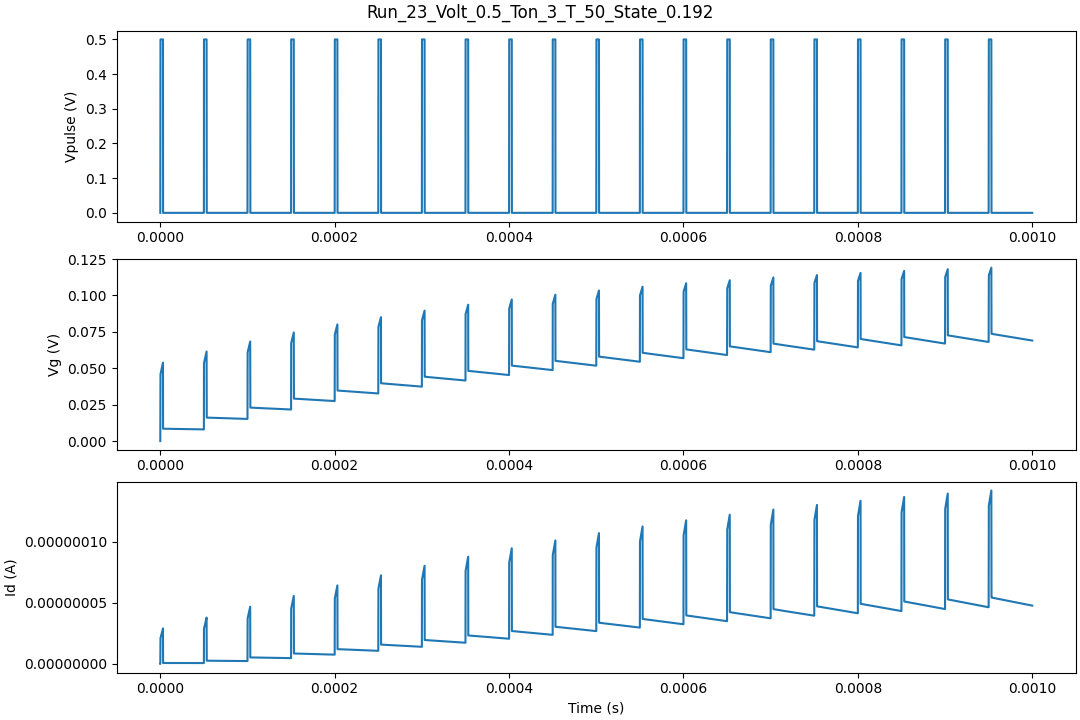 Run_23_Volt_0.5_Ton_3_T_50_State_0.192
Vpulse (V)
0.5
0.4
0.3
0.2
0.1
0.0
0.0000 0.0002 0.0004 0.0006 0.0008 0.0010
Vg (V)
0.125
0.100
0.075
0.050
0.025
0.000
0.0000 0.0002 0.0004 0.0006 0.0008 0.0010
Id (A)
0.00000010
0.00000005
0.00000000
0.0000 0.0002 0.0004 0.0006 0.0008 0.0010
Time (s)